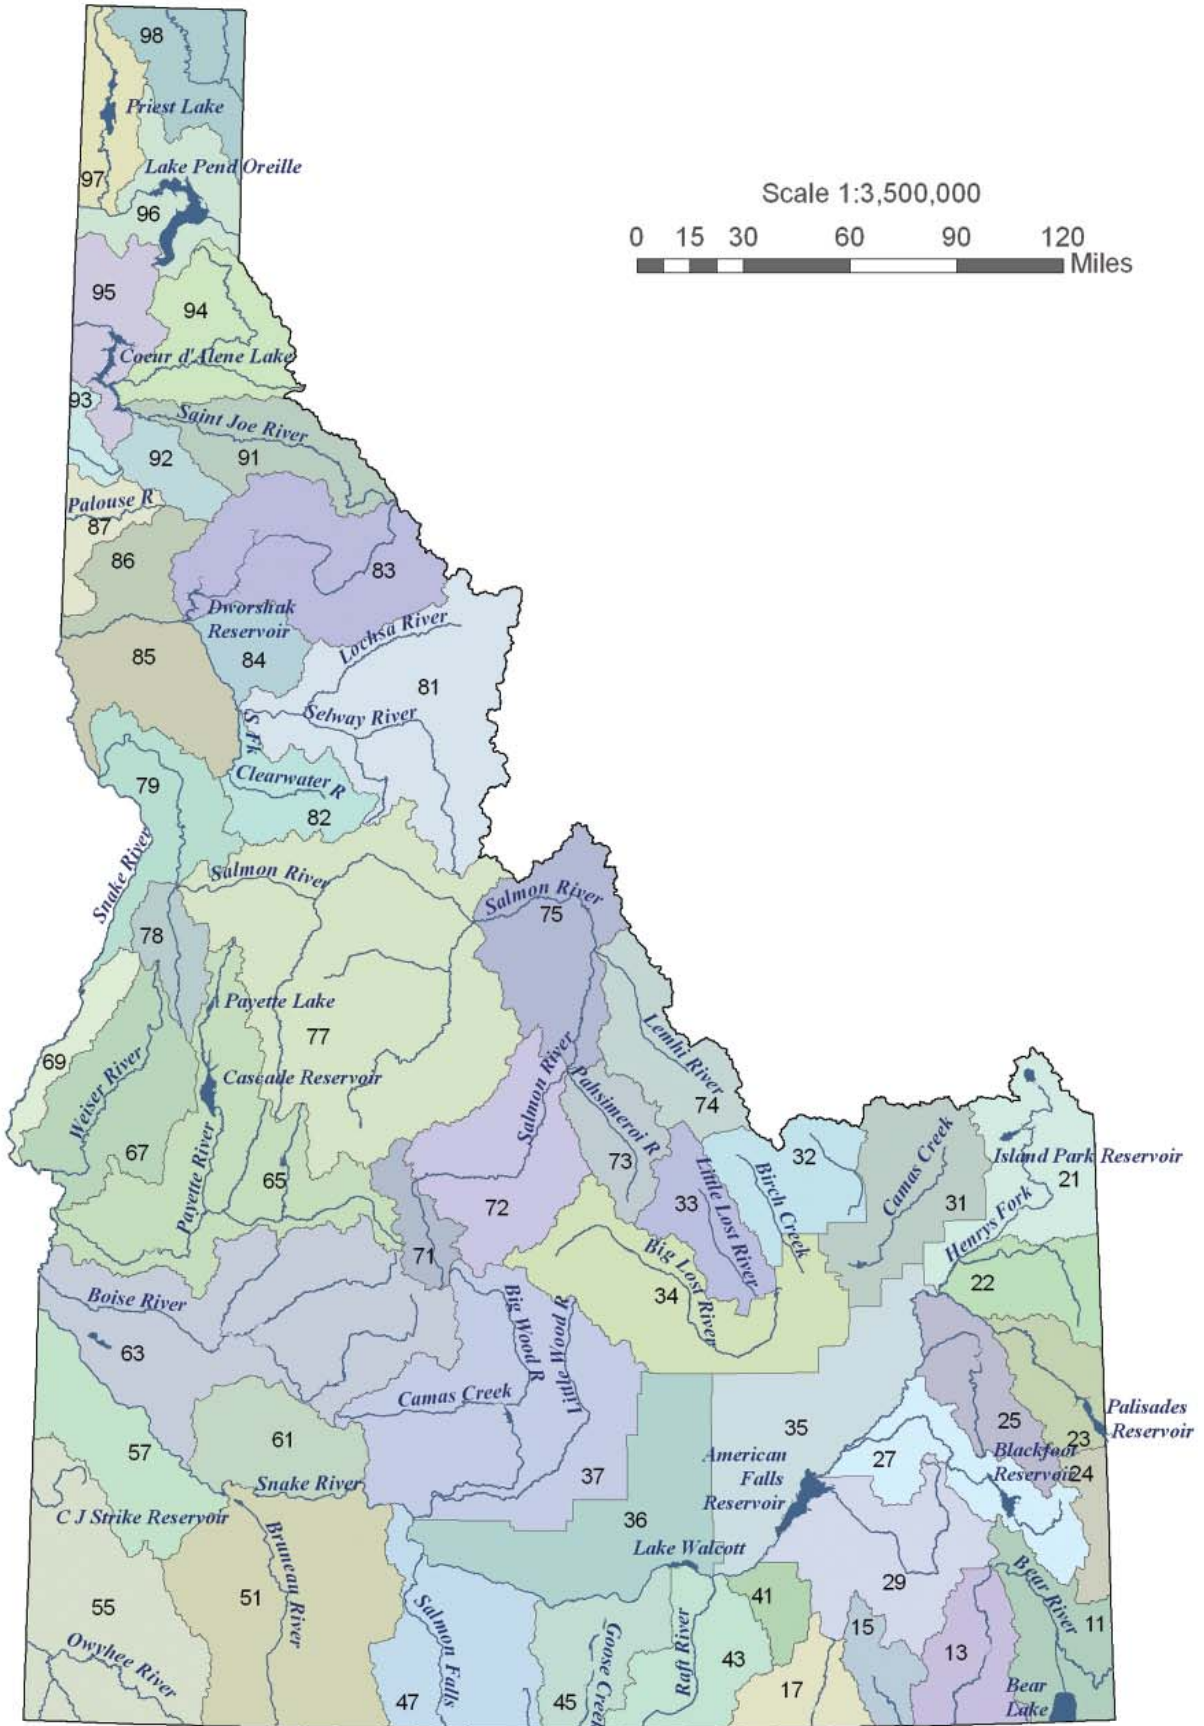 98
Priest Lake
Lake Pend Oreille
97
96
Scale 1:3,500,000
0 15 30 60 90 120
Miles
95
94
Coeur d'Alene Lake
93
Saint Joe River
92
91
Palouse R
87
86
83
Dworshak
Reservoir
Lochsa River
85
84
81
Selway River
S Fk
Clearwater R
79
82
Snake River
Salmon River
Salmon River
75
78
Payette Lake
77
Lemhi River
69
Weiser River
Cascade Reservoir
Salmon River
Pahsimeroi R
74
67
Payette River
65
73
32
Camas Creek
Island Park Reservoir
21
72
33
Little Lost River
Birch Creek
31
Henrys Fork
71
Big Lost River
34
22
Boise River
Big Wood R
Little Wood R
63
Camas Creek
Palisades
Reservoir
57
61
35
25
23
American
Falls
Reservoir
27
Blackfoot
Reservoir
24
37
Snake River
C J Strike Reservoir
36
Lake Walcott
Bruneau River
51
55
Owyhee River
Salmon Falls
47
Goose Creek
45
Raft River
43
41
29
15
17
13
Bear River
11
Bear
Lake